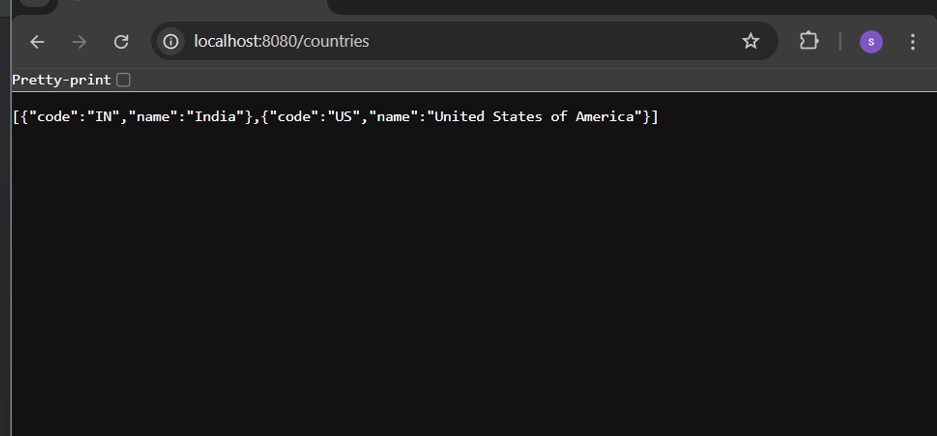 localhost:8080/countries
s
Pretty-print
[{"code":"IN","name":"India"},{"code":"US","name":"United States of America"}]